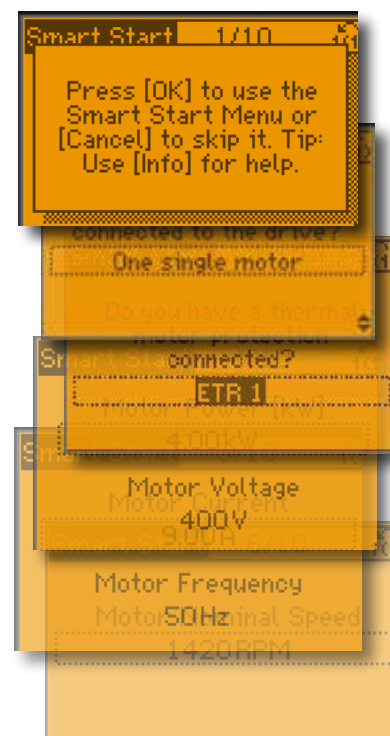 Smart Start 1/10
Press [OK] to use the
Smart Start Menu or
[Cancel] to skip it. Tip:
Use [Info] for help.
connected to the drive?
One single motor
Do you have a thermal
motor protection
connected?
ETR 1
Motor Power [kW]
4.00KW
Motor Voltage
Motor Current
400V
9.00A
Smart Start 6/10
Motor Frequency
50Hz
Motor Nominal Speed
1420RPM